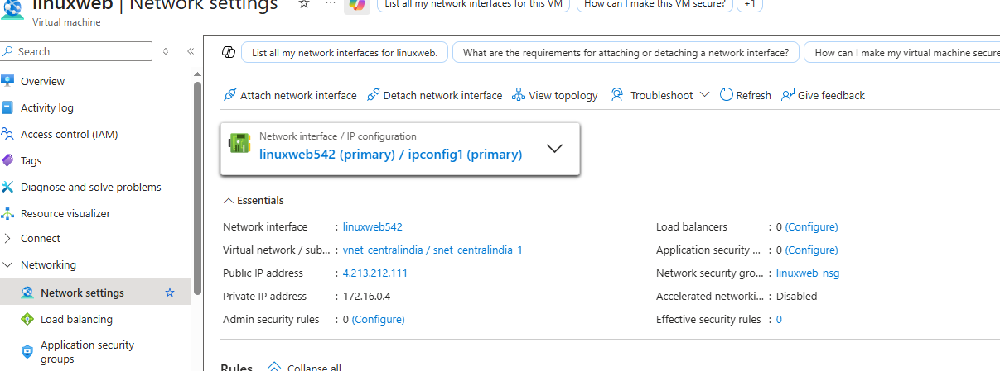 linuxweb | Network settings
Virtual machine
List all my network interfaces for this VM
How can I make this VM secure?
+1
Search
Overview
Activity log
Access control (IAM)
Tags
Diagnose and solve problems
Resource visualizer
Connect
Networking
Network settings
Load balancing
Application security
groups
List all my network interfaces for linuxweb.
What are the requirements for attaching or detaching a network interface?
How can I make my virtual machine secure
Attach network interface
Detach network interface
View topology
Troubleshoot
Refresh
Give feedback
Network interface / IP configuration
linuxweb542 (primary) / ipconfig1 (primary)
Essentials
Network interface : linuxweb542
Virtual network / sub... : vnet-centralindia / snet-centralindia-1
Public IP address : 4.213.212.111
Private IP address : 172.16.0.4
Admin security rules : 0 (Configure)
Load balancers : 0 (Configure)
Application security ... : 0 (Configure)
Network security gro... : linuxweb-nsg
Accelerated networki... : Disabled
Effective security rules : 0
Rules
Collapse all